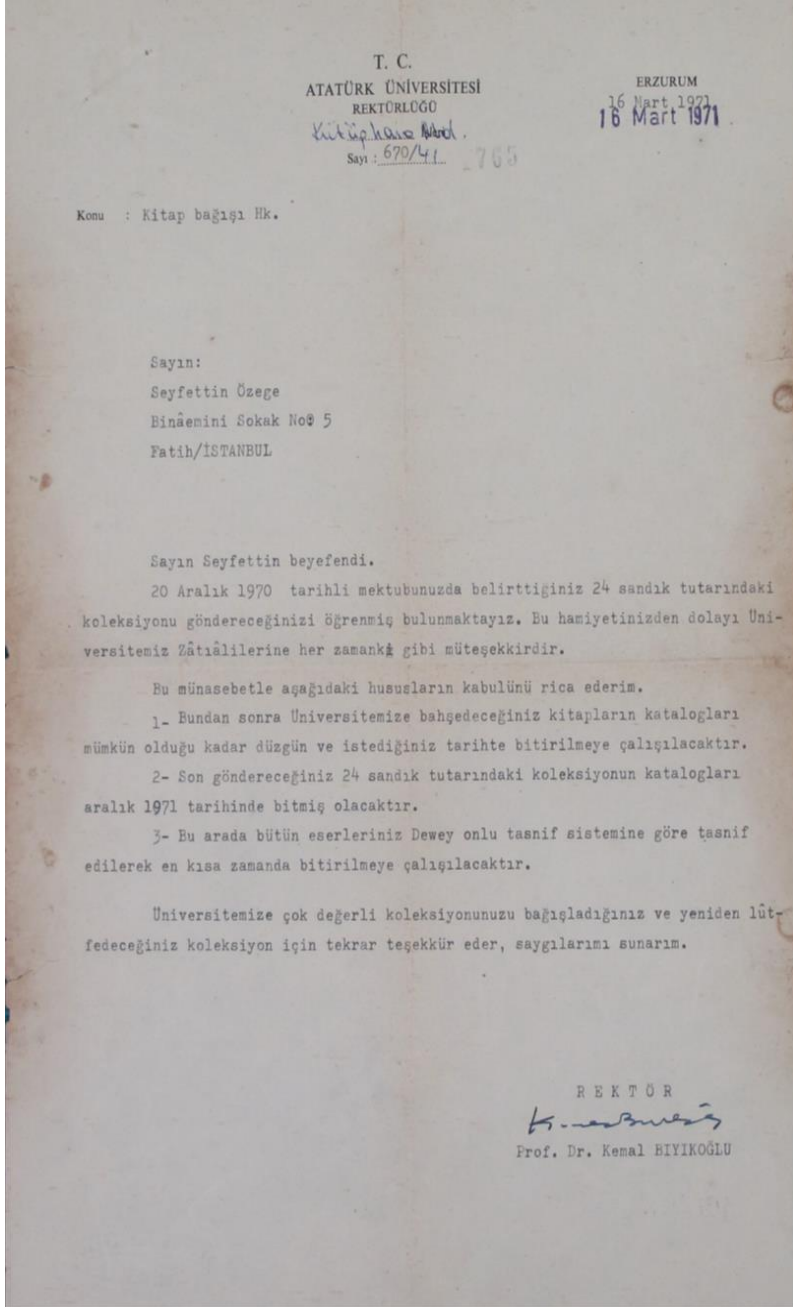 T. C.
ATATÜRK ÜNİVERSİTESİ
REKTÖRLÜĞÜ
Kütüphane Müd.
Sayı : 670/41 765
ERZURUM
16 Mart 1971
16 Mart 1971
Konu : Kitap bağışı Hk.
Sayın:
Seyfettin Özege
Binâemini Sokak No: 5
Fatih/İSTANBUL
Sayın Seyfettin beyefendi.
20 Aralık 1970 tarihli mektubunuzda belirttiğiniz 24 sandık tutarındaki
koleksiyonu göndereceğinizi öğrenmiş bulunmaktayız. Bu hamiyetinizden dolayı Üni-
versitemiz Zâtıâlilerine her zamanki gibi müteşekkirdir.
Bu münasebetle aşağıdaki hususların kabulünü rica ederim.
1- Bundan sonra Üniversitemize bahşedeceğiniz kitapların katalogları
mümkün olduğu kadar düzgün ve istediğiniz tarihte bitirilmeye çalışılacaktır.
2- Son göndereceğiniz 24 sandık tutarındaki koleksiyonun katalogları
aralık 1971 tarihinde bitmiş olacaktır.
3- Bu arada bütün eserleriniz Dewey onlu tasnif sistemine göre tasnif
edilerek en kısa zamanda bitirilmeye çalışılacaktır.
Üniversitemize çok değerli koleksiyonunuzu bağışladığınız ve yeniden lût-
fedeceğiniz koleksiyon için tekrar teşekkür eder, saygılarımı sunarım.
R E K T Ö R
Prof. Dr. Kemal BIYIKOĞLU